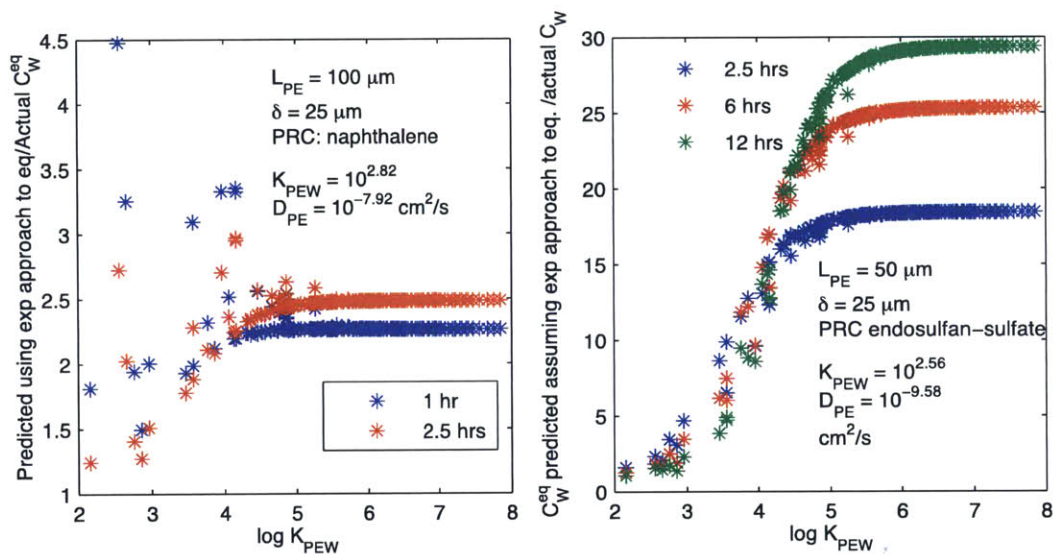 Predicted using exp approach to eq/Actual C_W^eq
4.5
4
3.5
3
2.5
2
1.5
1
L_PE = 100 μm
δ = 25 μm
PRC: naphthalene
K_PEW = 10^2.82
D_PE = 10^-7.92 cm^2/s
1 hr
2.5 hrs
2 3 4 5 6 7 8
log K_PEW
C_W^eq predicted assuming exp approach to eq. /actual C_W
30
25
20
15
10
5
0
2.5 hrs
6 hrs
12 hrs
L_PE = 50 μm
δ = 25 μm
PRC endosulfan-sulfate
K_PEW = 10^2.56
D_PE = 10^-9.58
cm^2/s
2 3 4 5 6 7 8
log K_PEW